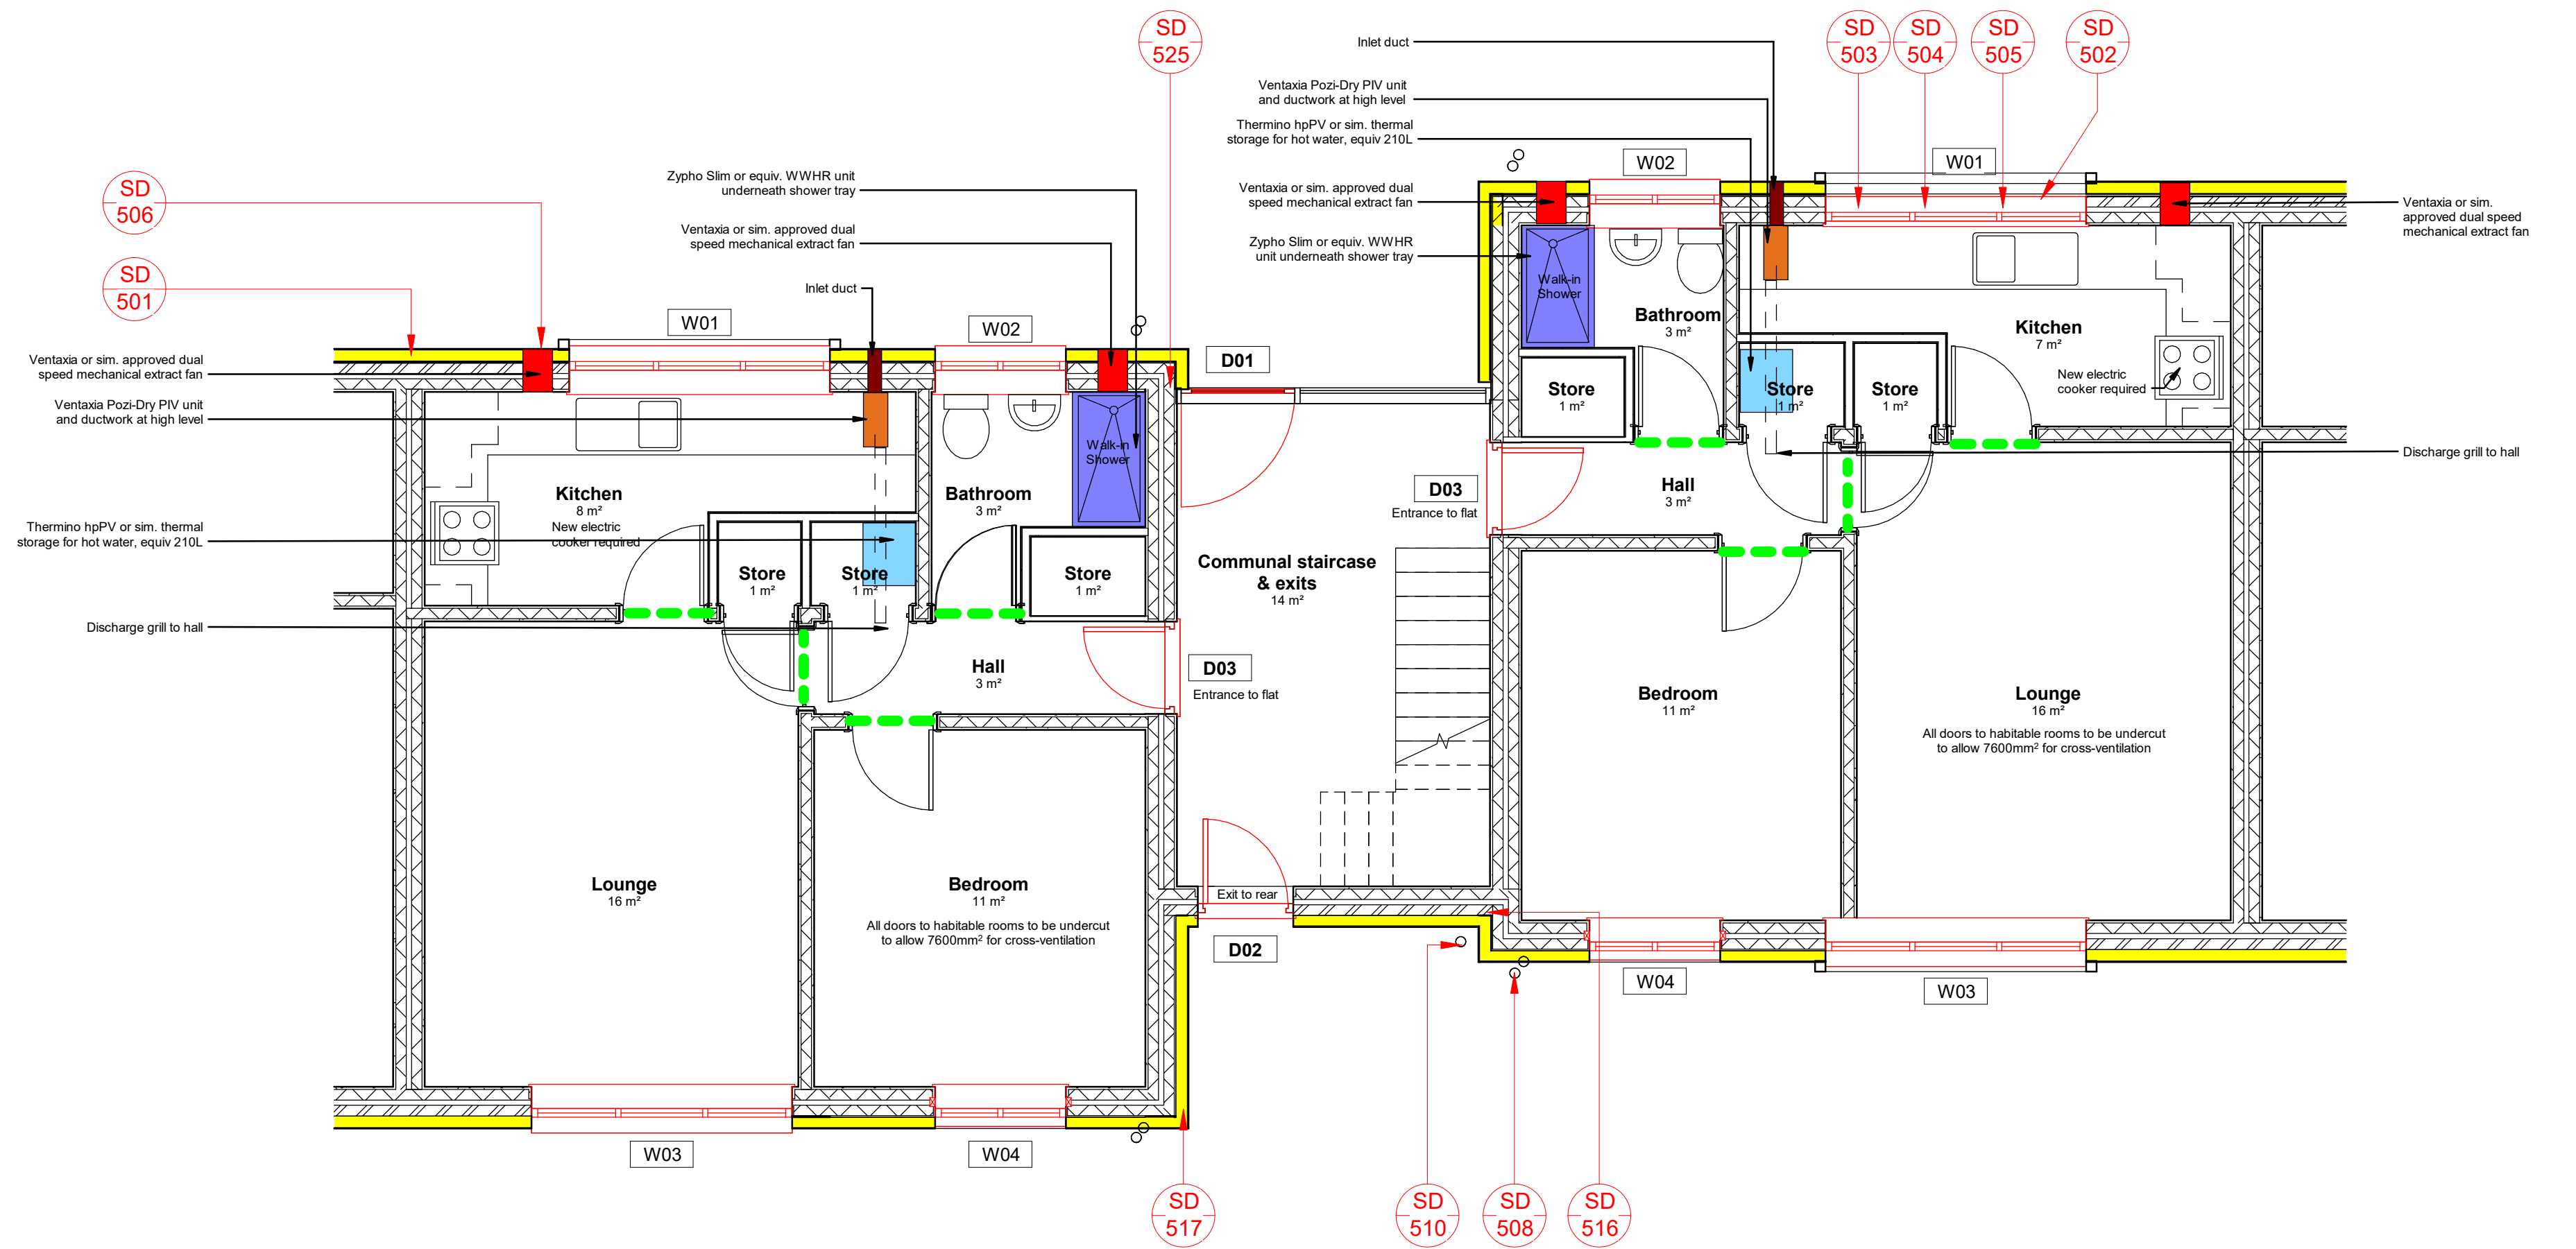 SD
525
Inlet duct
SD
503
SD
504
SD
505
SD
502
Ventaxia Pozi-Dry PIV unit
and ductwork at high level
Thermino hpPV or sim. thermal
storage for hot water, equiv 210L
W02
W01
Zypho Slim or equiv. WWHR unit
underneath shower tray
SD
506
Ventaxia or sim. approved dual
speed mechanical extract fan
Ventaxia or sim.
approved dual speed
mechanical extract fan
Ventaxia or sim. approved dual
speed mechanical extract fan
Zypho Slim or equiv. WWHR
unit underneath shower tray
SD
501
Inlet duct
Walk-in
Shower
Bathroom
3 m²
Kitchen
7 m²
W01
W02
D01
Ventaxia or sim. approved dual
speed mechanical extract fan
New electric
cooker required
Store
1 m²
Store
1 m²
Store
1 m²
Ventaxia Pozi-Dry PIV unit
and ductwork at high level
Walk-in
Shower
Discharge grill to hall
Kitchen
8 m²
New electric
cooker required
Bathroom
3 m²
D03
Entrance to flat
Hall
3 m²
Thermino hpPV or sim. thermal
storage for hot water, equiv 210L
Store
1 m²
Store
1 m²
Store
1 m²
Communal staircase
& exits
14 m²
Discharge grill to hall
Hall
3 m²
D03
Entrance to flat
Bedroom
11 m²
Lounge
16 m²
All doors to habitable rooms to be undercut
to allow 7600mm² for cross-ventilation
Lounge
16 m²
Bedroom
11 m²
All doors to habitable rooms to be undercut
to allow 7600mm² for cross-ventilation
Exit to rear
D02
W04
W03
W03
W04
SD
517
SD
510
SD
508
SD
516